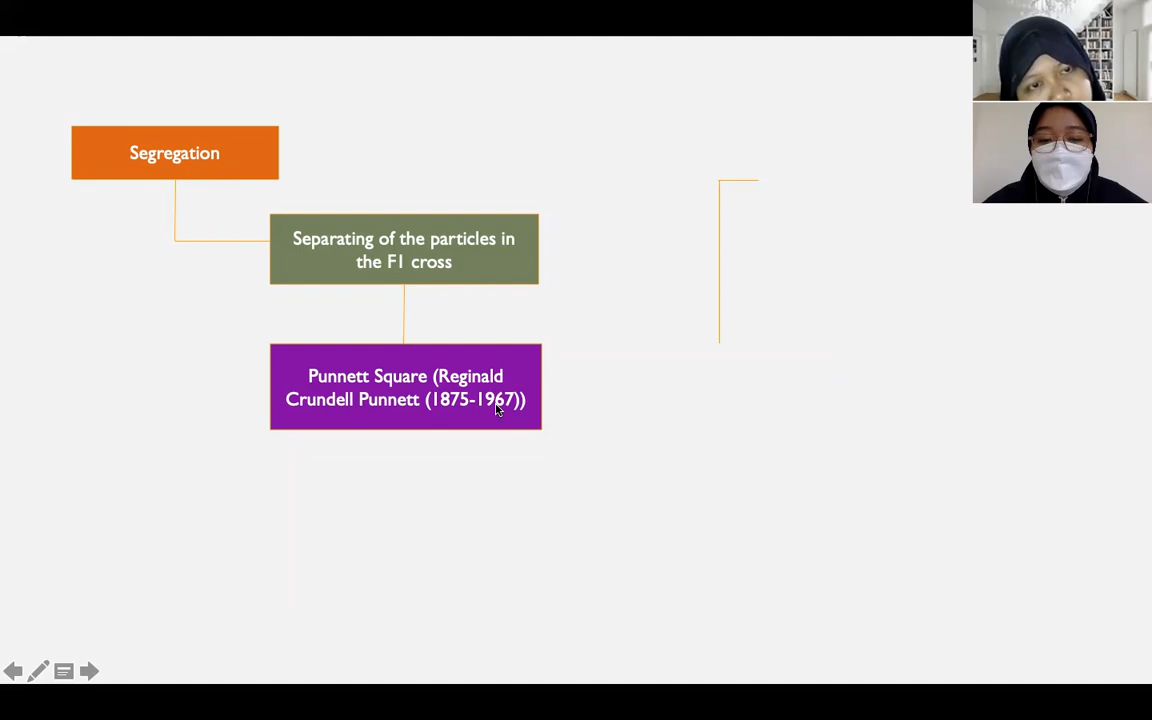 Segregation
Separating of the particles in
the F1 cross
Punnett Square (Reginald
Crundell Punnett (1875-1967))